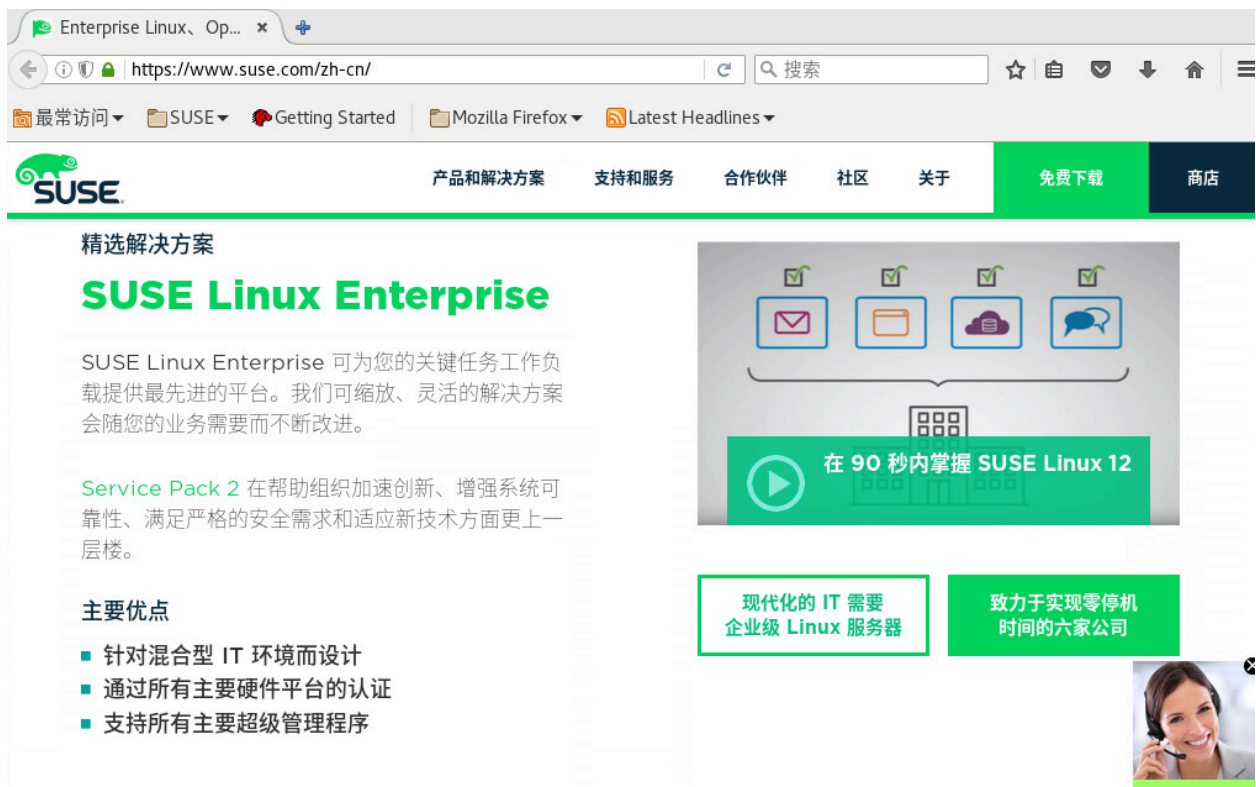 Enterprise Linux、Op...
https://www.suse.com/zh-cn/
搜索
最常访问
SUSE
Getting Started
Mozilla Firefox
Latest Headlines
SUSE.
产品和解决方案
支持和服务
合作伙伴
社区
关于
免费下载
商店
精选解决方案
SUSE Linux Enterprise
SUSE Linux Enterprise 可为您的关键任务工作负
载提供最先进的平台。我们可缩放、灵活的解决方案
会随您的业务需要而不断改进。
Service Pack 2 在帮助组织加速创新、增强系统可
靠性、满足严格的安全需求和适应新技术方面更上一
层楼。
主要优点
针对混合型 IT 环境而设计
通过所有主要硬件平台的认证
支持所有主要超级管理程序
在 90 秒内掌握 SUSE Linux 12
现代化的 IT 需要
企业级 Linux 服务器
致力于实现零停机
时间的六家公司